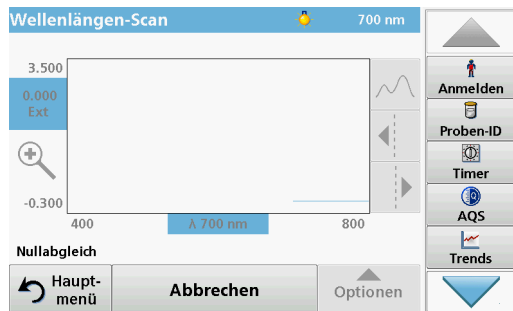 Wellenlängen-Scan
700 nm
3.500
0.000
Ext
-0.300
400
λ 700 nm
800
Nullabgleich
Haupt-
menü
Abbrechen
Optionen
Anmelden
Proben-ID
Timer
AQS
Trends